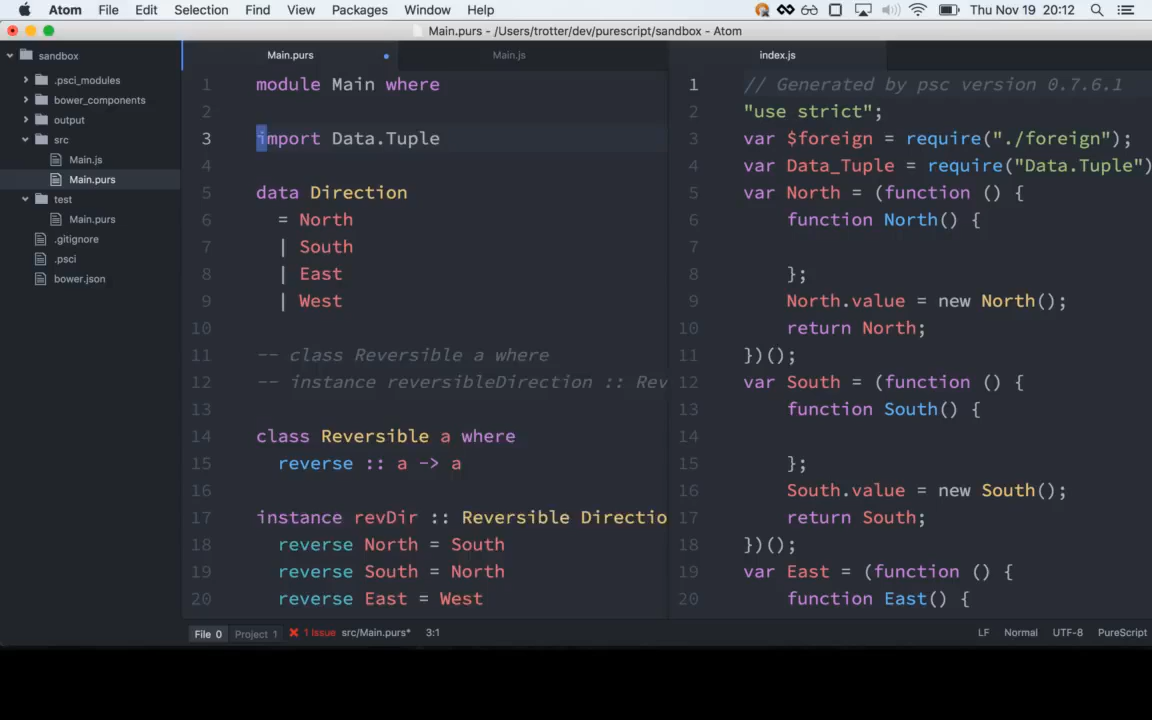 Atom File Edit Selection Find View Packages Window Help Thu Nov 19 20:12
Main.purs - /Users/trotter/dev/purescript/sandbox - Atom
sandbox
.psci_modules
bower_components
output
src
Main.js
Main.purs
test
Main.purs
.gitignore
.psci
bower.json
Main.purs
Main.js
1 module Main where
2
3 import Data.Tuple
4
5 data Direction
6 = North
7 | South
8 | East
9 | West
10
11 -- class Reversible a where
12 -- instance reversibleDirection :: Rev
13
14 class Reversible a where
15 reverse :: a -> a
16
17 instance revDir :: Reversible Directio
18 reverse North = South
19 reverse South = North
20 reverse East = West
index.js
1 // Generated by psc version 0.7.6.1
2 "use strict";
3 var $foreign = require("./foreign");
4 var Data_Tuple = require("Data.Tuple")
5 var North = (function () {
6 function North() {
7
8 };
9 North.value = new North();
10 return North;
11 })();
12 var South = (function () {
13 function South() {
14
15 };
16 South.value = new South();
17 return South;
18 })();
19 var East = (function () {
20 function East() {
File 0 Project 1 1 Issue src/Main.purs* 3:1 LF Normal UTF-8 PureScript